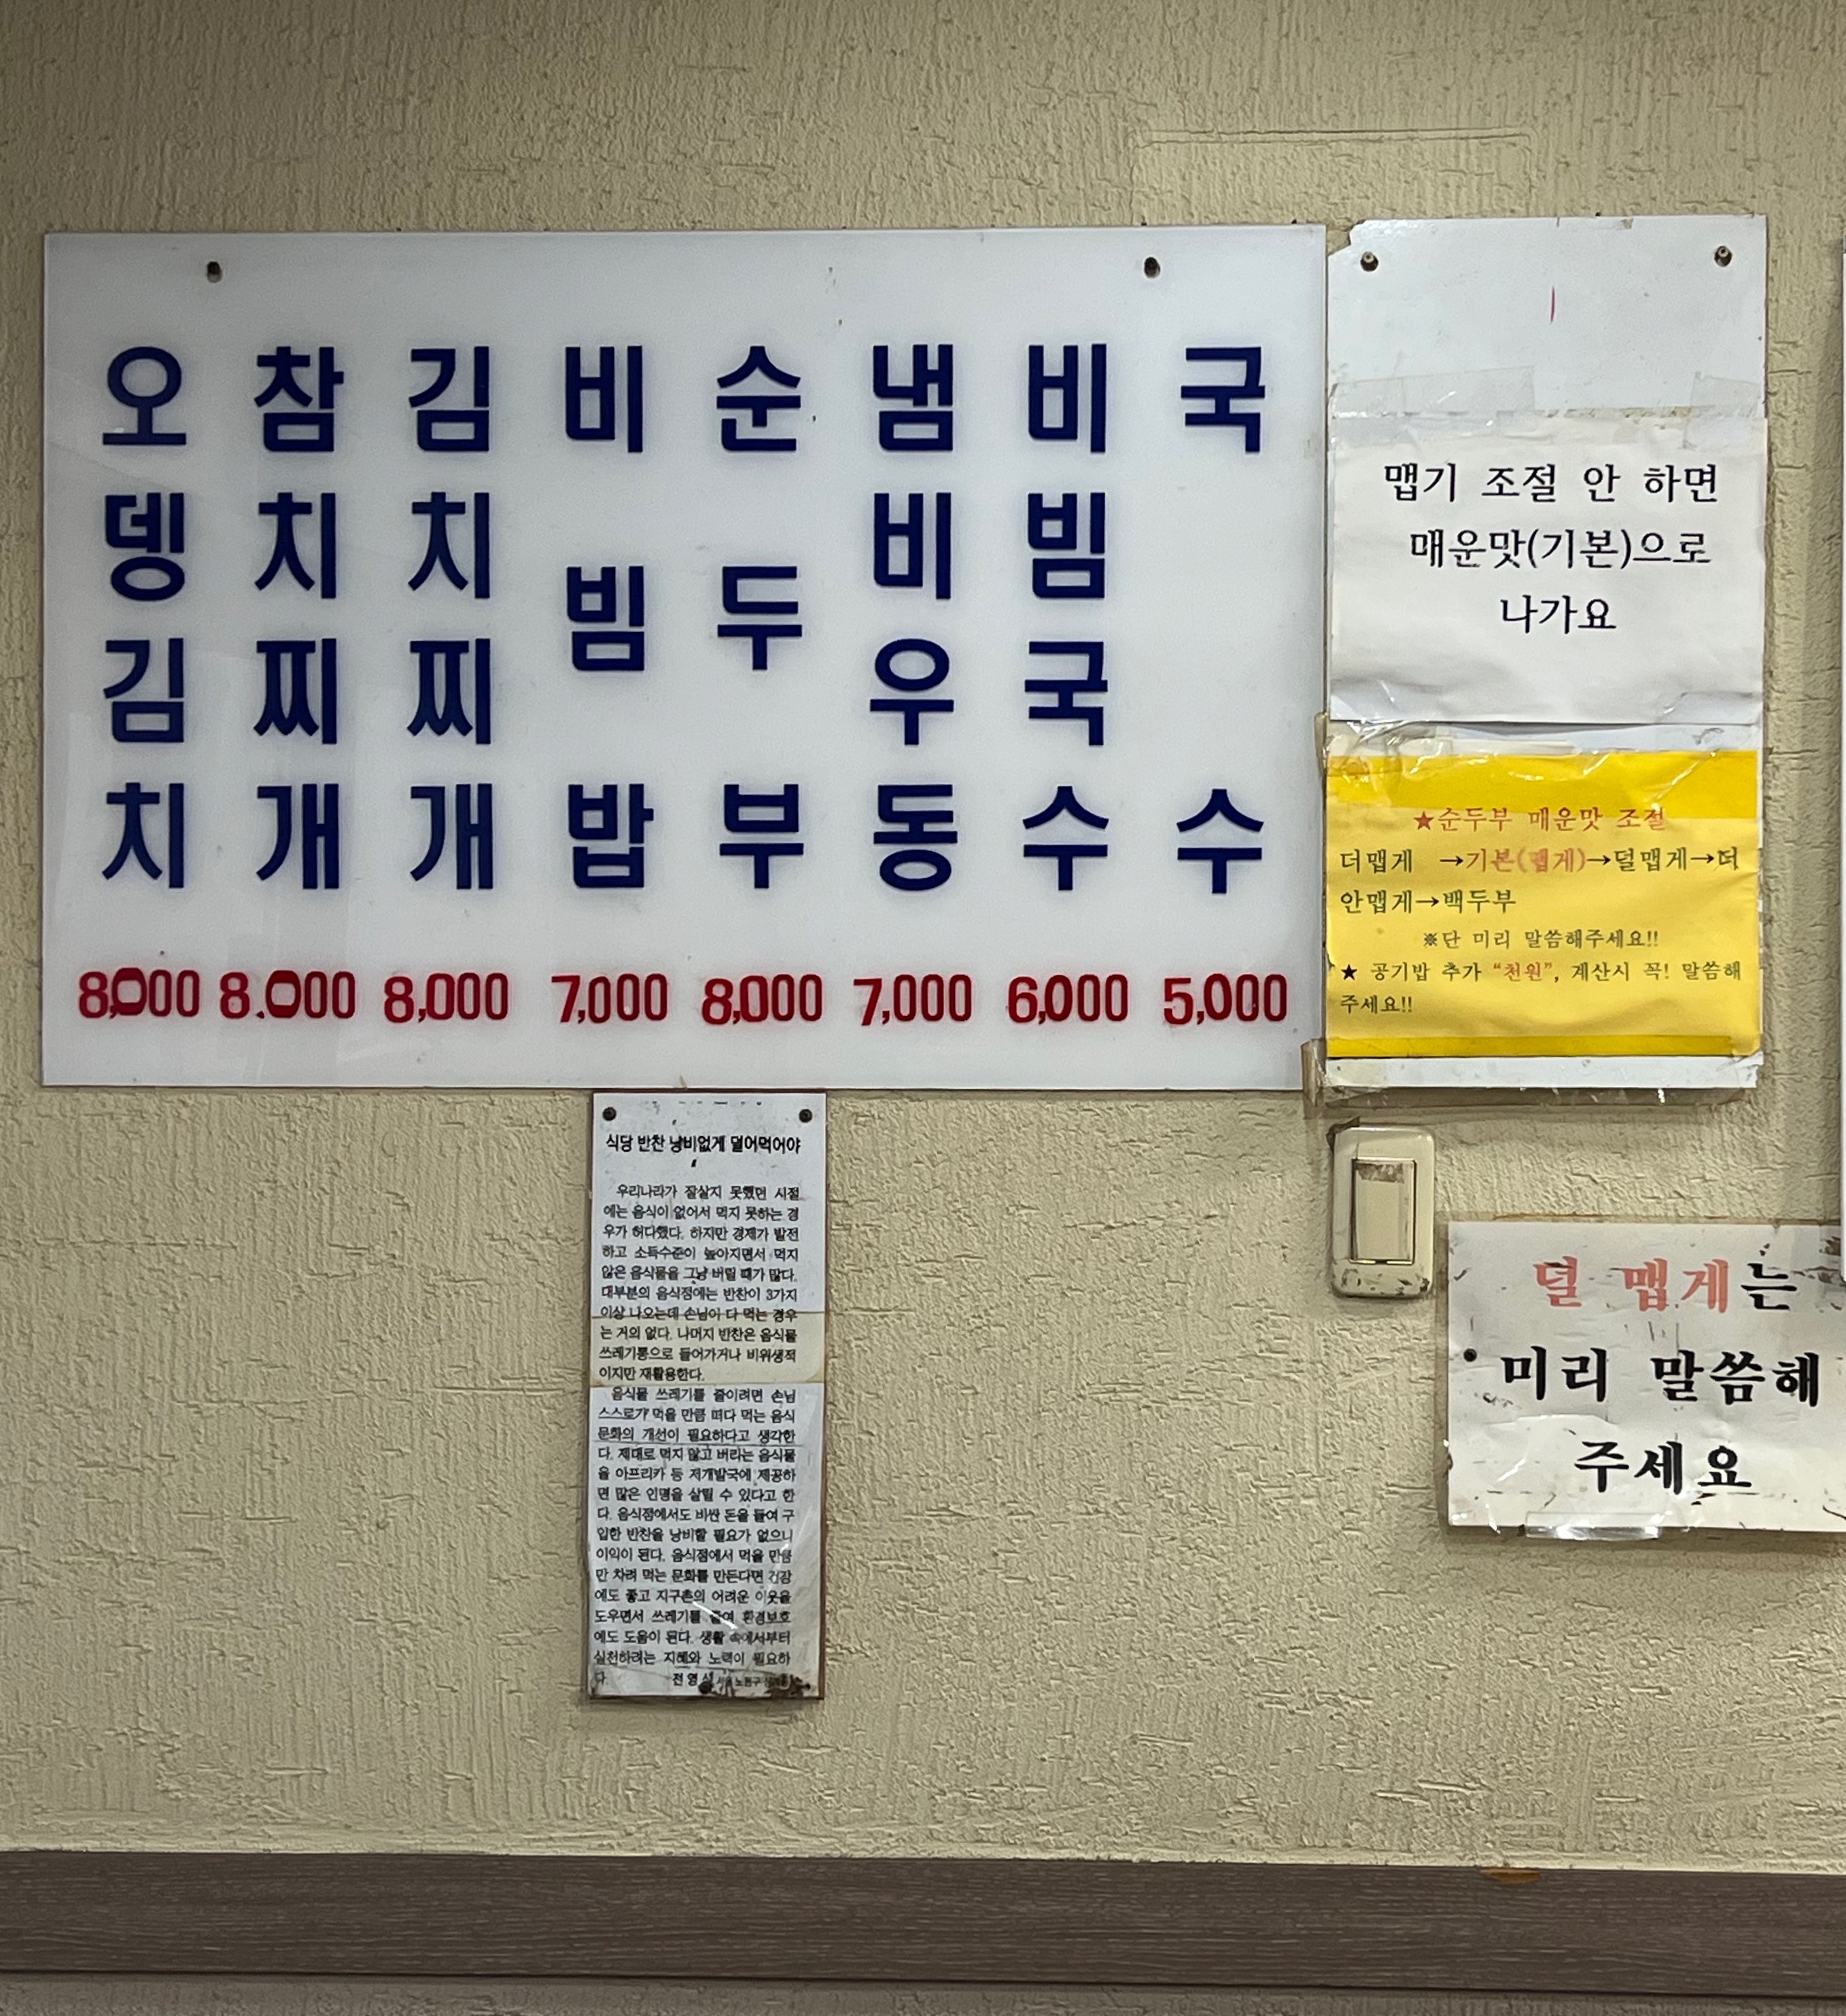 오뎅김치
참치찌개
김치찌개
비빔밥
순두부
냄비우동
비빔국수
국수
8,000 8.000 8,000 7,000 8,000 7,000 6,000 5,000
맵기 조절 안 하면
매운맛(기본)으로
나가요
★순두부 매운맛 조절
더맵게 →기본(맵게)→덜맵게→더
안맵게→백두부
※단 미리 말씀해주세요!!
★ 공기밥 추가 “천원”, 계산시 꼭! 말씀해
주세요!!
식당 반찬 낭비없게 덜어먹어야
우리나라가 잘살지 못했던 시절
에는 음식이 없어서 먹지 못하는 경
우가 허다했다. 하지만 경제가 발전
하고 소득수준이 높아지면서 먹지
않은 음식물을 그냥 버릴 때가 많다.
대부분의 음식점에는 반찬이 3가지
이상 나오는데 손님이 다 먹는 경우
는 거의 없다. 나머지 반찬은 음식물
쓰레기통으로 들어가거나 비위생적
이지만 재활용한다.
음식물 쓰레기를 줄이려면 손님
스스로가 먹을 만큼 떠다 먹는 음식
문화의 개선이 필요하다고 생각한
다. 제대로 먹지 않고 버리는 음식물
을 아프리카 등 저개발국에 제공하
면 많은 인명을 살릴 수 있다고 한
다. 음식점에서도 비싼 돈을 들여 구
입한 반찬을 낭비할 필요가 없으니
이익이 된다. 음식점에서 먹을 만큼
만 차려 먹는 문화를 만든다면 건강
에도 좋고 지구촌의 어려운 이웃을
도우면서 쓰레기를 줄여 환경보호
에도 도움이 된다. 생활 속에서부터
실천하려는 지혜와 노력이 필요하
다.
덜 맵게는
미리 말씀해
주세요